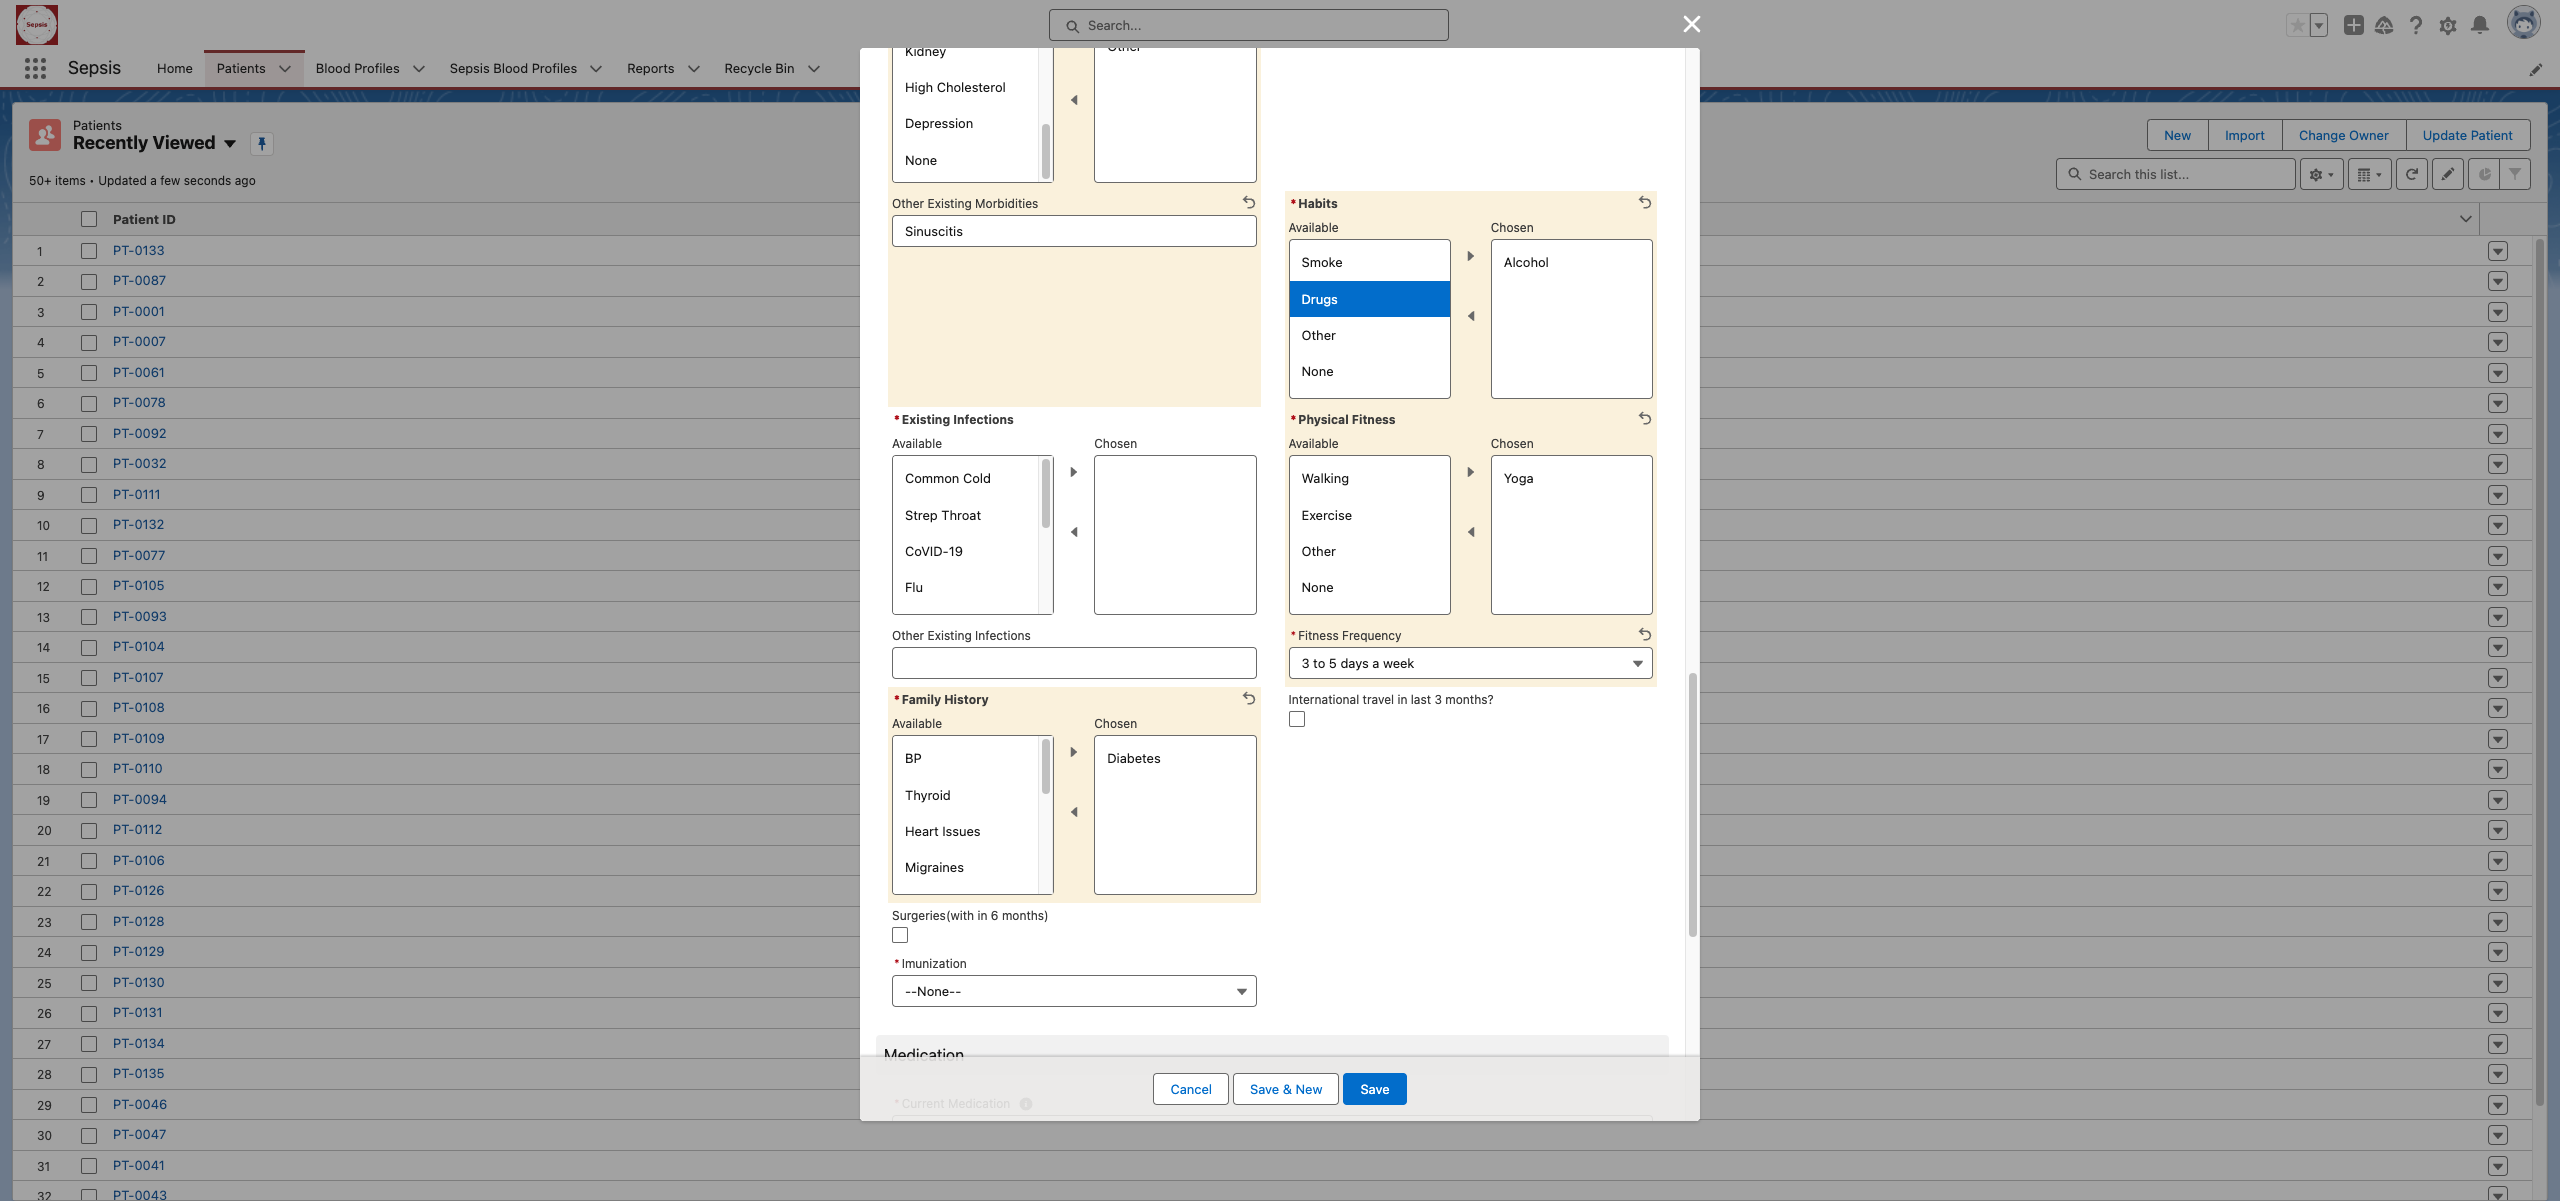 Sepsis
Search...
Sepsis
Home
Patients
Blood Profiles
Sepsis Blood Profiles
Reports
Recycle Bin
Patients
Recently Viewed
50+ items • Updated a few seconds ago
New
Import
Change Owner
Update Patient
Search this list...
Patient ID
1 PT-0133
2 PT-0087
3 PT-0001
4 PT-0007
5 PT-0061
6 PT-0078
7 PT-0092
8 PT-0032
9 PT-0111
10 PT-0132
11 PT-0077
12 PT-0105
13 PT-0093
14 PT-0104
15 PT-0107
16 PT-0108
17 PT-0109
18 PT-0110
19 PT-0094
20 PT-0112
21 PT-0106
22 PT-0126
23 PT-0128
24 PT-0129
25 PT-0130
26 PT-0131
27 PT-0134
28 PT-0135
29 PT-0046
30 PT-0047
31 PT-0041
32 PT-0043
Kidney
High Cholesterol
Depression
None
Other
Other Existing Morbidities
Sinuscitis
*Habits
Available
Chosen
Smoke
Drugs
Other
None
Alcohol
*Existing Infections
Available
Chosen
Common Cold
Strep Throat
CoVID-19
Flu
*Physical Fitness
Available
Chosen
Walking
Exercise
Other
None
Yoga
Other Existing Infections
*Fitness Frequency
3 to 5 days a week
*Family History
Available
Chosen
BP
Thyroid
Heart Issues
Migraines
Diabetes
International travel in last 3 months?
Surgeries(with in 6 months)
*Imunization
--None--
Medication
*Current Medication
Cancel
Save & New
Save